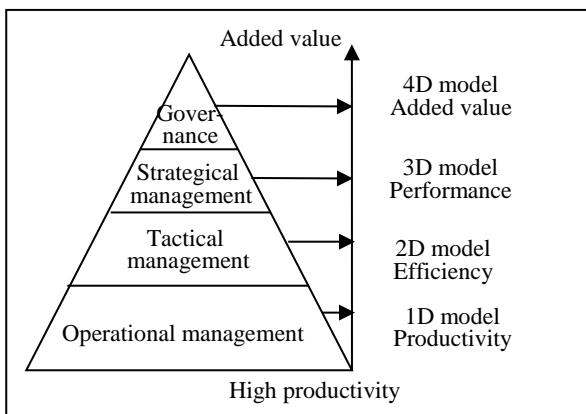 Added value
Gover-
nance
4D model
Added value
Strategical
management
3D model
Performance
Tactical
management
2D model
Efficiency
Operational management
1D model
Productivity
High productivity